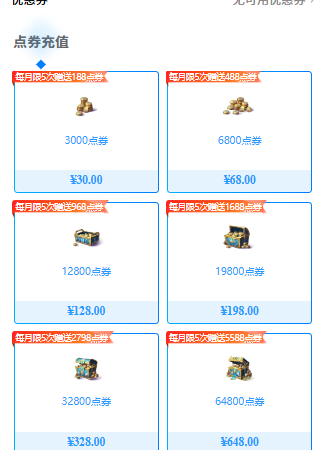 优惠券 无可用优惠券
点券充值
每月限5次赠送188点券 每月限5次赠送488点券
3000点券 6800点券
¥30.00 ¥68.00
每月限5次赠送968点券 每月限5次赠送1688点券
12800点券 19800点券
¥128.00 ¥198.00
每月限5次赠送2798点券 每月限5次赠送5588点券
32800点券 64800点券
¥328.00 ¥648.00